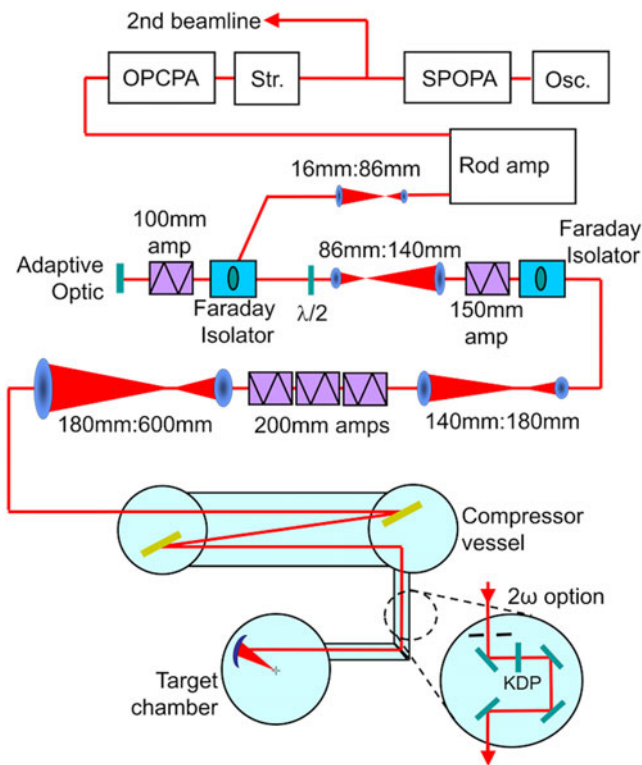 2nd beamline
OPCPA
Str.
SPOPA
Osc.
Rod amp
16mm:86mm
100mm
amp
Faraday
Isolator
86mm:140mm
Adaptive
Optic
Faraday
Isolator
λ/2
150mm
amp
180mm:600mm
200mm amps
140mm:180mm
Compressor
vessel
2ω option
KDP
Target
chamber